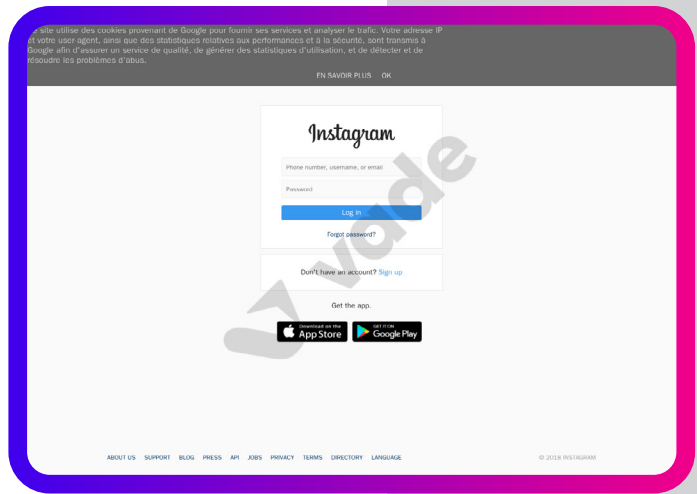 Ce site utilise des cookies provenant de Google pour fournir ses services et analyser le trafic. Votre adresse IP
et votre user agent, ainsi que des statistiques relatives aux performances et à la sécurité, sont transmis à
Google afin d'assurer un service de qualité, de générer des statistiques d'utilisation, et de détecter et de
résoudre les problèmes d'abus.
EN SAVOIR PLUS OK
Instagram
Phone number, username, or email
Password
Log in
Forgot password?
Don't have an account? Sign up
Get the app.
Download on the App Store
GET IT ON Google Play
vade
ABOUT US SUPPORT BLOG PRESS API JOBS PRIVACY TERMS DIRECTORY LANGUAGE
© 2018 INSTAGRAM